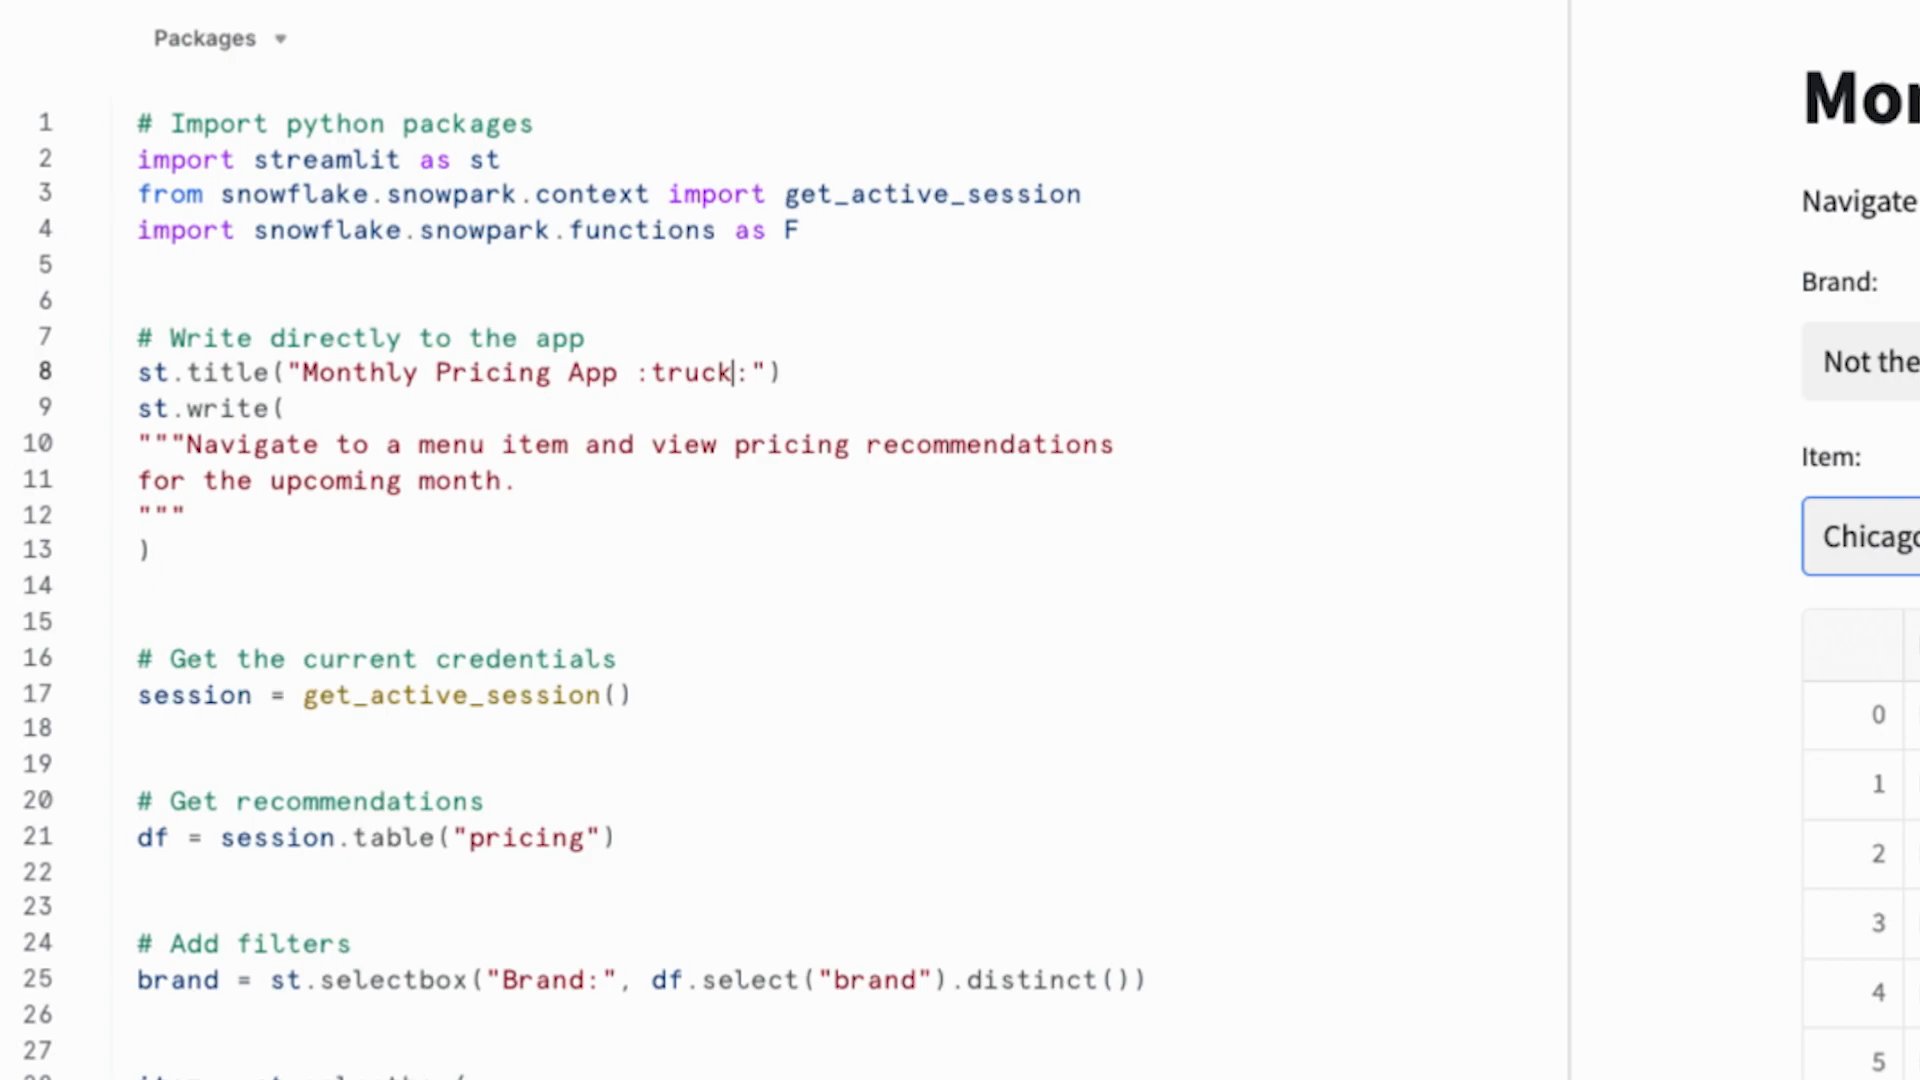 Packages
1 # Import python packages
2 import streamlit as st
3 from snowflake.snowpark.context import get_active_session
4 import snowflake.snowpark.functions as F
5
6
7 # Write directly to the app
8 st.title("Monthly Pricing App :truck:")
9 st.write(
10 """Navigate to a menu item and view pricing recommendations
11 for the upcoming month.
12 """
13 )
14
15
16 # Get the current credentials
17 session = get_active_session()
18
19
20 # Get recommendations
21 df = session.table("pricing")
22
23
24 # Add filters
25 brand = st.selectbox("Brand:", df.select("brand").distinct())
26
27
Mon
Navigate
Brand:
Not the
Item:
Chicago
0
1
2
3
4
5